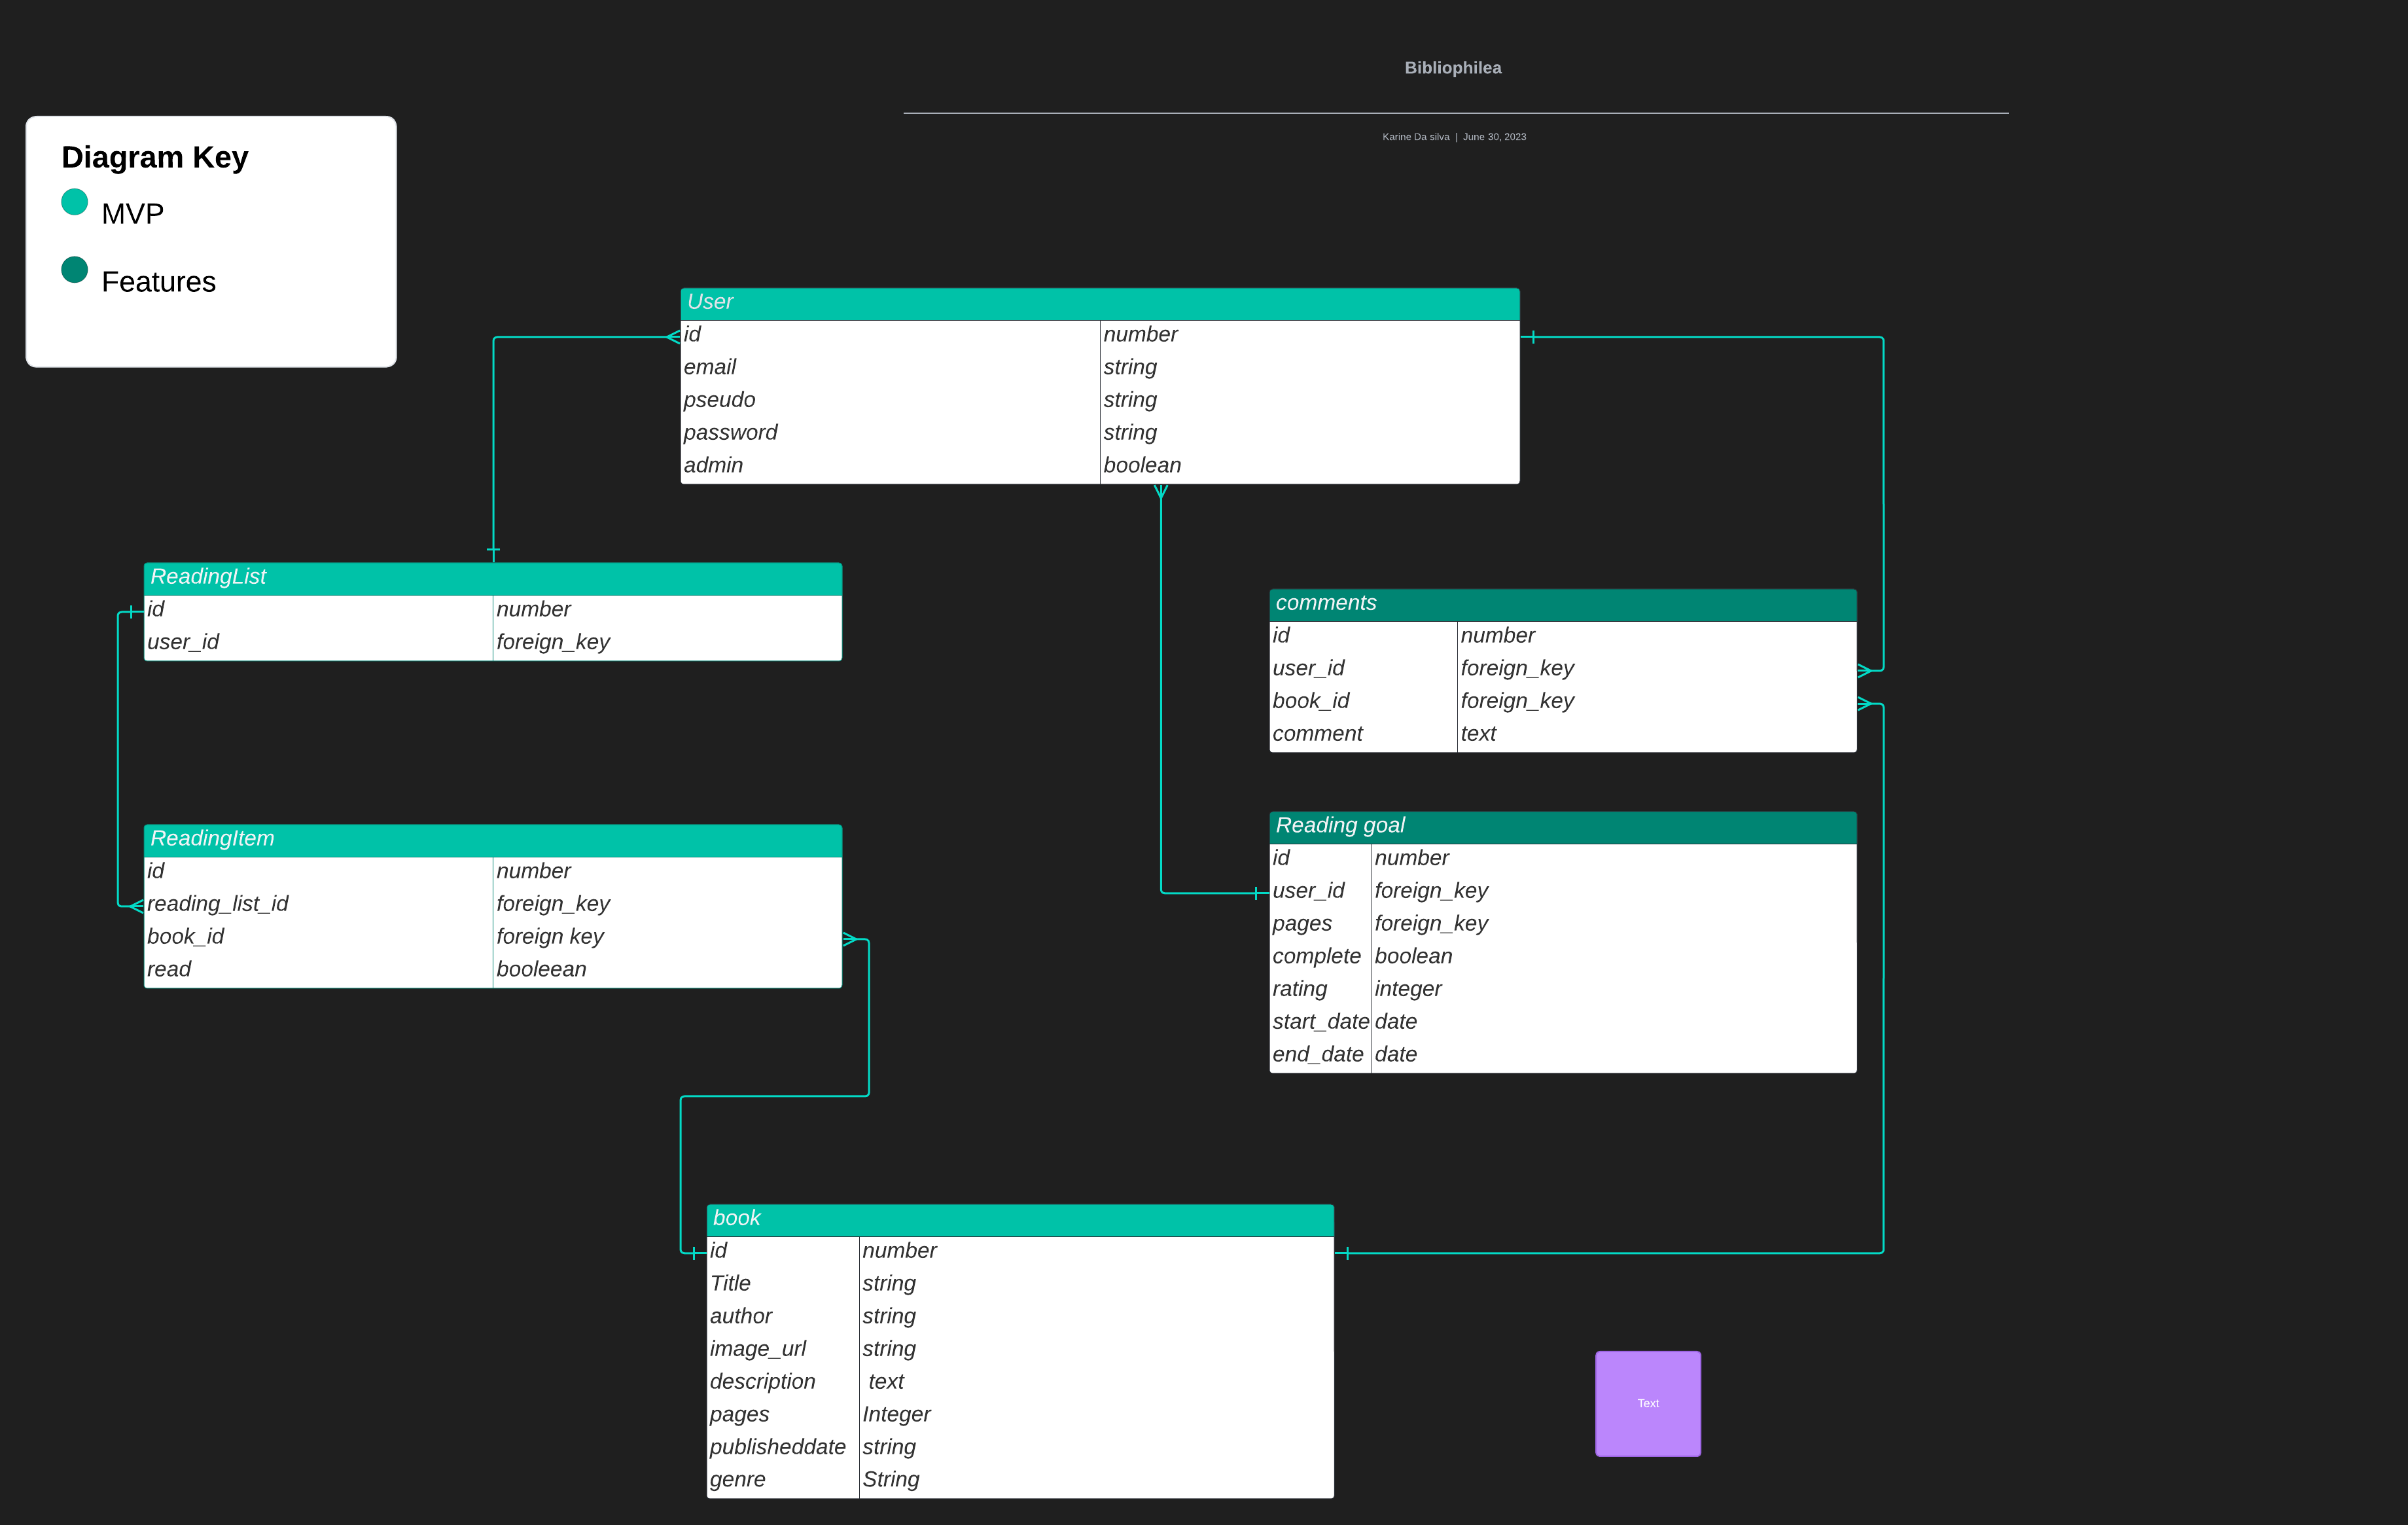 Bibliophilea
Karine Da silva | June 30, 2023
Diagram Key
MVP
Features
User
id number
email string
pseudo string
password string
admin boolean
ReadingList
id number
user_id foreign_key
comments
id number
user_id foreign_key
book_id foreign_key
comment text
ReadingItem
id number
reading_list_id foreign_key
book_id foreign key
read booleean
Reading goal
id number
user_id foreign_key
pages foreign_key
complete boolean
rating integer
start_date date
end_date date
book
id number
Title string
author string
image_url string
description text
pages Integer
publisheddate string
genre String
Text